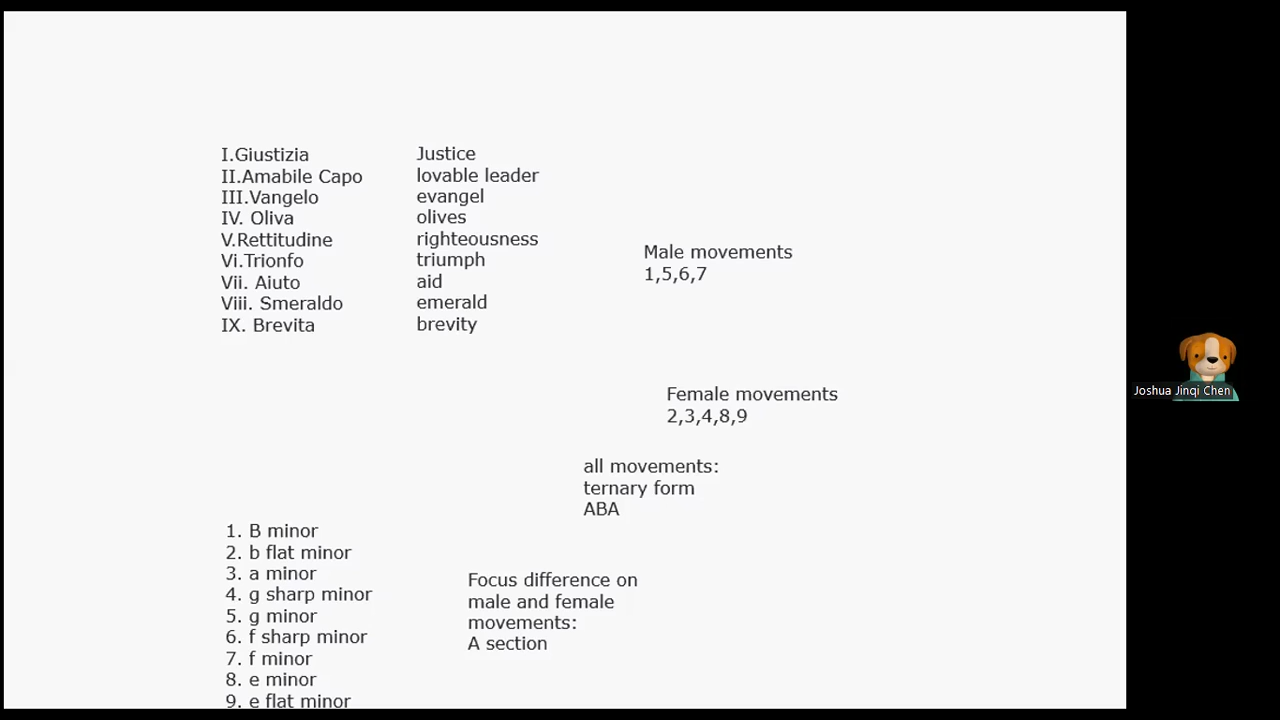 I.Giustizia
II.Amabile Capo
III.Vangelo
IV. Oliva
V.Rettitudine
Vi.Trionfo
Vii. Aiuto
Viii. Smeraldo
IX. Brevita
Justice
lovable leader
evangel
olives
righteousness
triumph
aid
emerald
brevity
Male movements
1,5,6,7
Female movements
2,3,4,8,9
all movements:
ternary form
ABA
1. B minor
2. b flat minor
3. a minor
4. g sharp minor
5. g minor
6. f sharp minor
7. f minor
8. e minor
9. e flat minor
Focus difference on
male and female
movements:
A section
Joshua Jinqi Chen